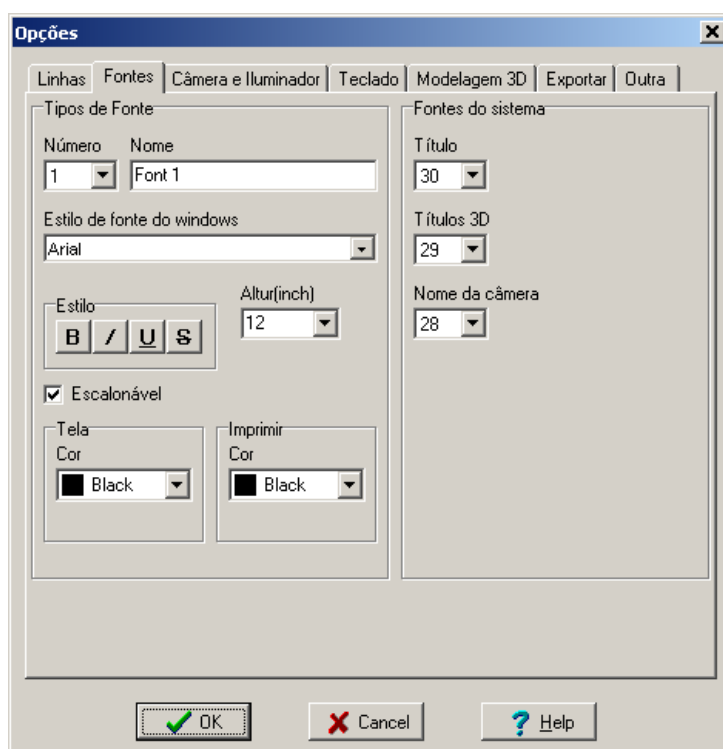 Opções
Linhas Fontes Câmera e Iluminador Teclado Modelagem 3D Exportar Outra
Tipos de Fonte
Número Nome
1 Font 1
Estilo de fonte do windows
Arial
Estilo
B I U S
Altur(inch)
12
Escalonável
Tela
Cor
Black
Imprimir
Cor
Black
Fontes do sistema
Título
30
Títulos 3D
29
Nome da câmera
28
OK Cancel Help